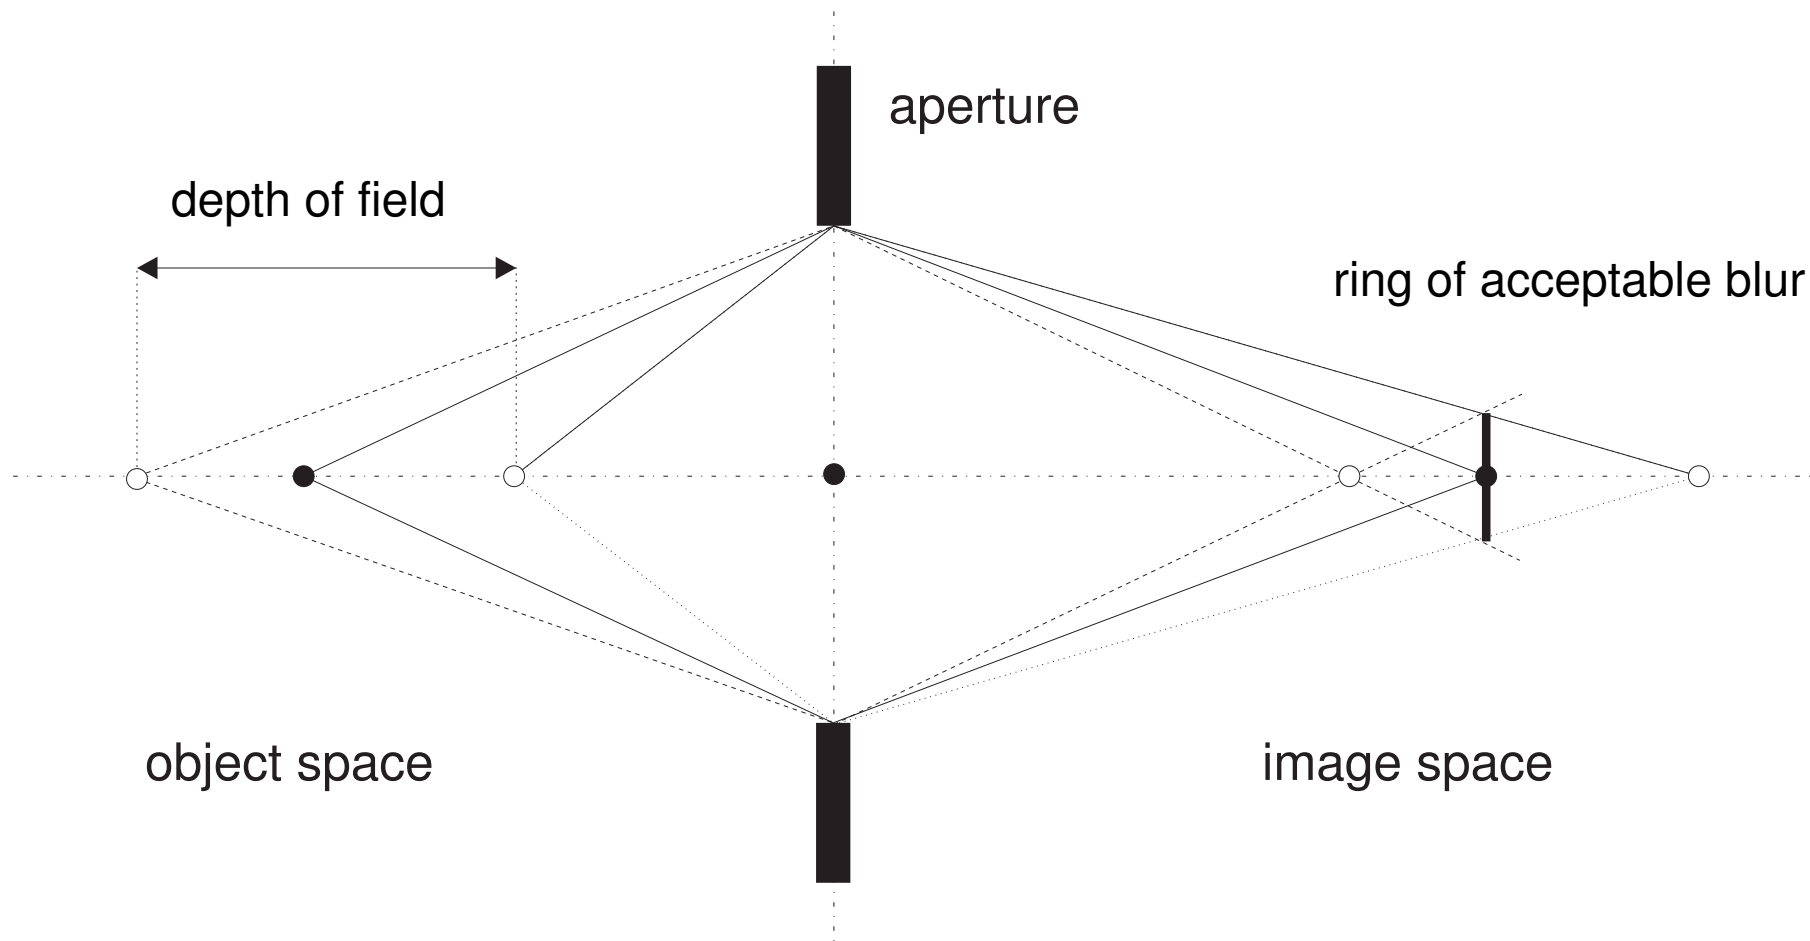 aperture
depth of field
ring of acceptable blur
object space
image space